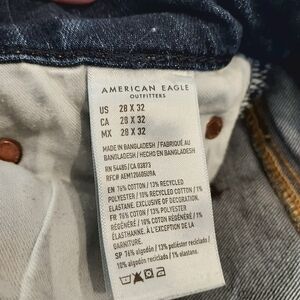 AMERICAN EAGLE
OUTFITTERS
US 28 X 32
CA 28 X 32
MX 28 X 32
MADE IN BANGLADESH / FABRIQUÉ AU
BANGLADESH / HECHO EN BANGLADESH
RN 54485/ CA 03873
EN 76% COTTON / 13% RECYCLED
POLYESTER / 10% RECYCLED COTTON / 1%
ELASTANE. EXCLUSIVE OF DECORATION.
FR 76% COTON / 13% POLYESTER
RÉGÉNÉRÉ / 10% COTON RÉGÉNÉRÉ / 1%
ÉLASTHANNE. À L'EXCEPTION DE LA
GARNITURE.
SP 76% algodón / 13% poliéster reciclado /
10% algodón reciclado / 1% elastano.